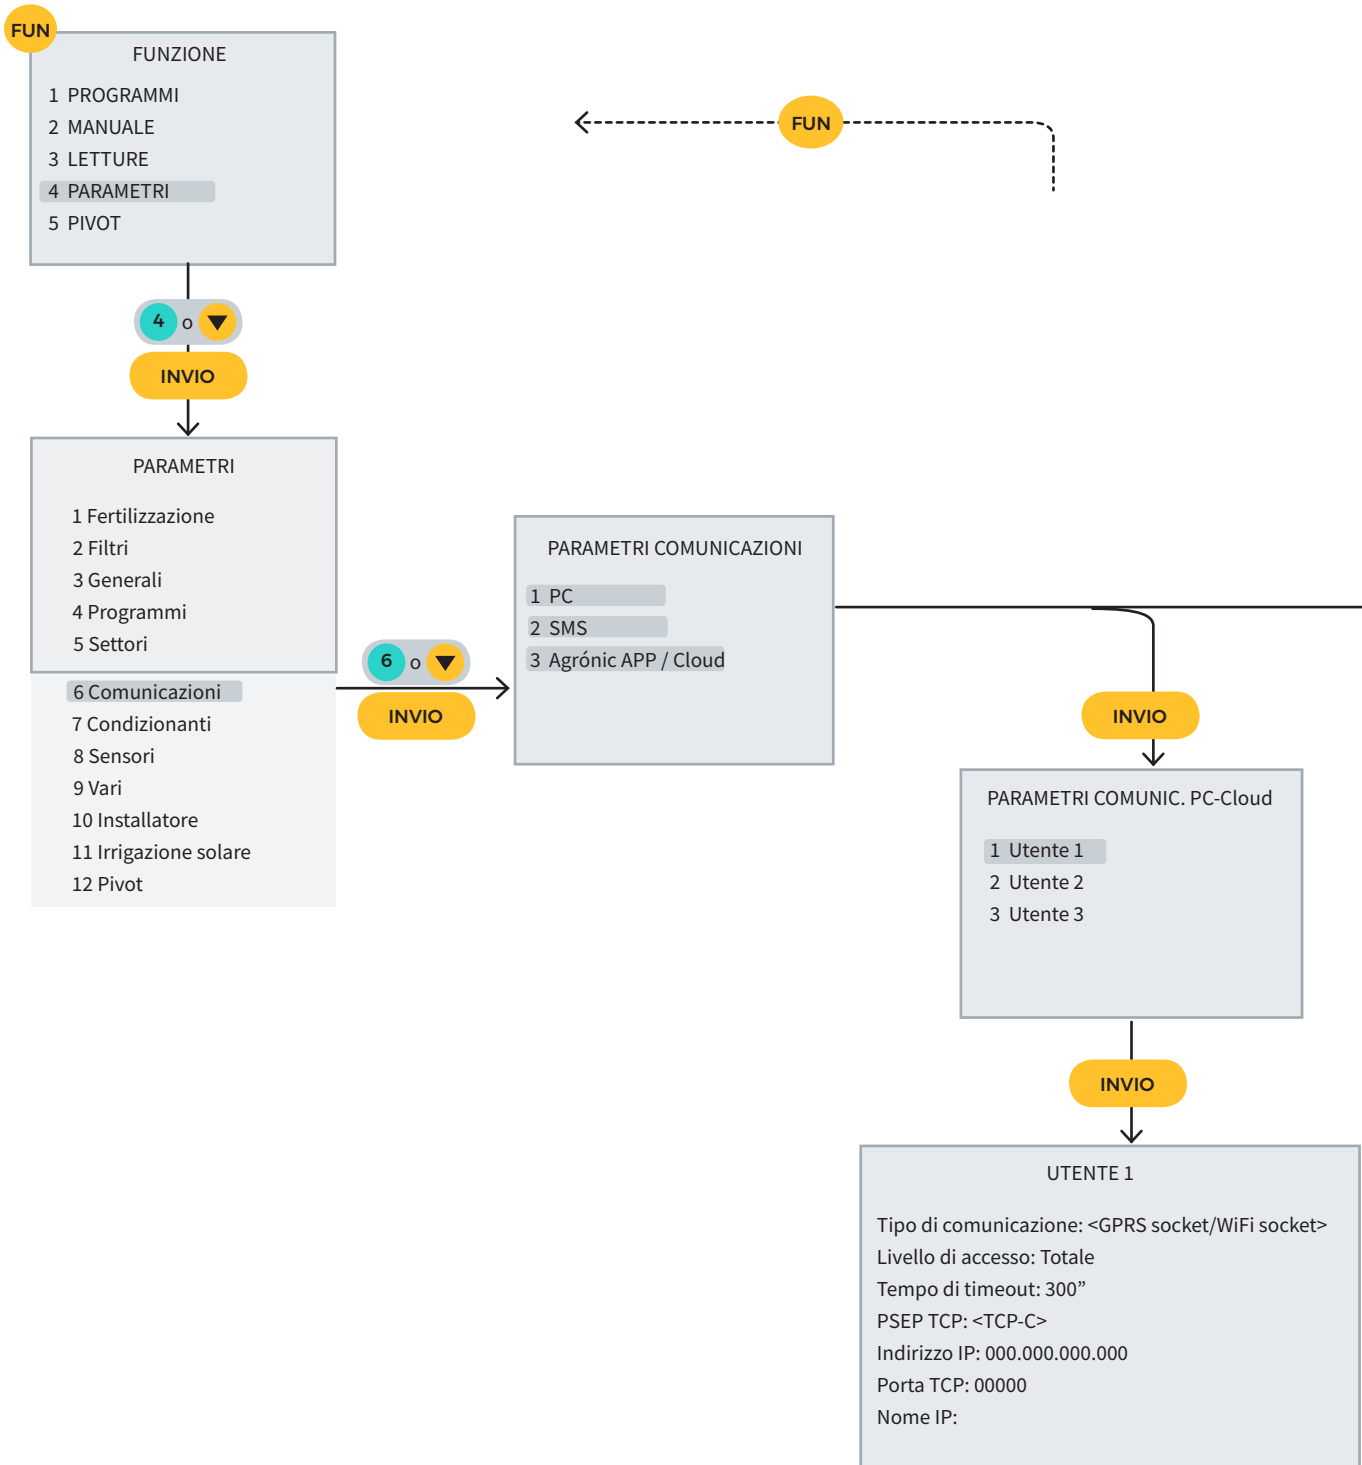 FUN
FUNZIONE
1 PROGRAMMI
2 MANUALE
3 LETTURE
4 PARAMETRI
5 PIVOT
FUN
4 o
INVIO
PARAMETRI
1 Fertilizzazione
2 Filtri
3 Generali
4 Programmi
5 Settori
6 Comunicazioni
7 Condizionanti
8 Sensori
9 Vari
10 Installatore
11 Irrigazione solare
12 Pivot
6 o
INVIO
PARAMETRI COMUNICAZIONI
1 PC
2 SMS
3 Agrónic APP / Cloud
INVIO
PARAMETRI COMUNIC. PC-Cloud
1 Utente 1
2 Utente 2
3 Utente 3
INVIO
UTENTE 1
Tipo di comunicazione: <GPRS socket/WiFi socket>
Livello di accesso: Totale
Tempo di timeout: 300”
PSEP TCP: <TCP-C>
Indirizzo IP: 000.000.000.000
Porta TCP: 00000
Nome IP: